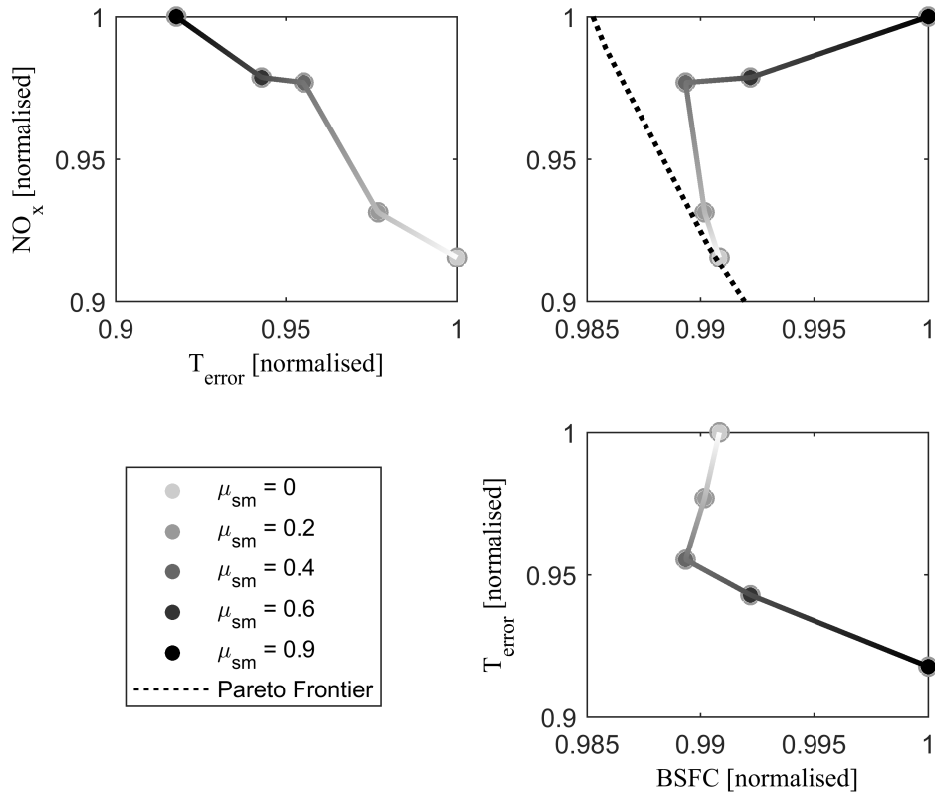 1
0.95
0.9
NOx [normalised]
0.9
0.95
1
Terror [normalised]
1
0.95
0.9
0.985
0.99
0.995
1
μsm = 0
μsm = 0.2
μsm = 0.4
μsm = 0.6
μsm = 0.9
Pareto Frontier
1
0.95
0.9
Terror [normalised]
0.985
0.99
0.995
1
BSFC [normalised]